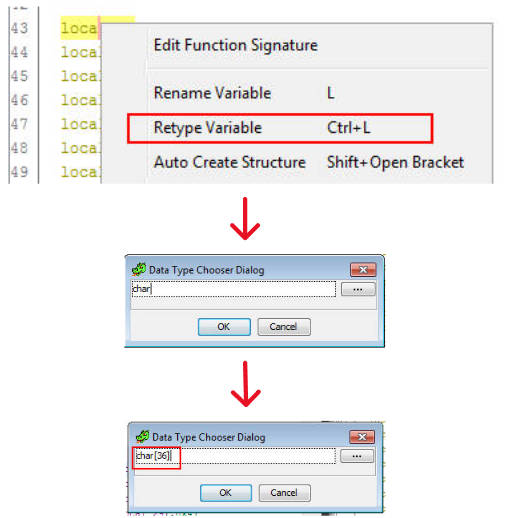 43 loca
Edit Function Signature
44 loca
45 loca
46 loca
Rename Variable L
47 loca
Retype Variable Ctrl+L
48 loca
49 loca
Auto Create Structure Shift+Open Bracket
Data Type Chooser Dialog
char
...
OK Cancel
Data Type Chooser Dialog
char[36]
...
OK Cancel